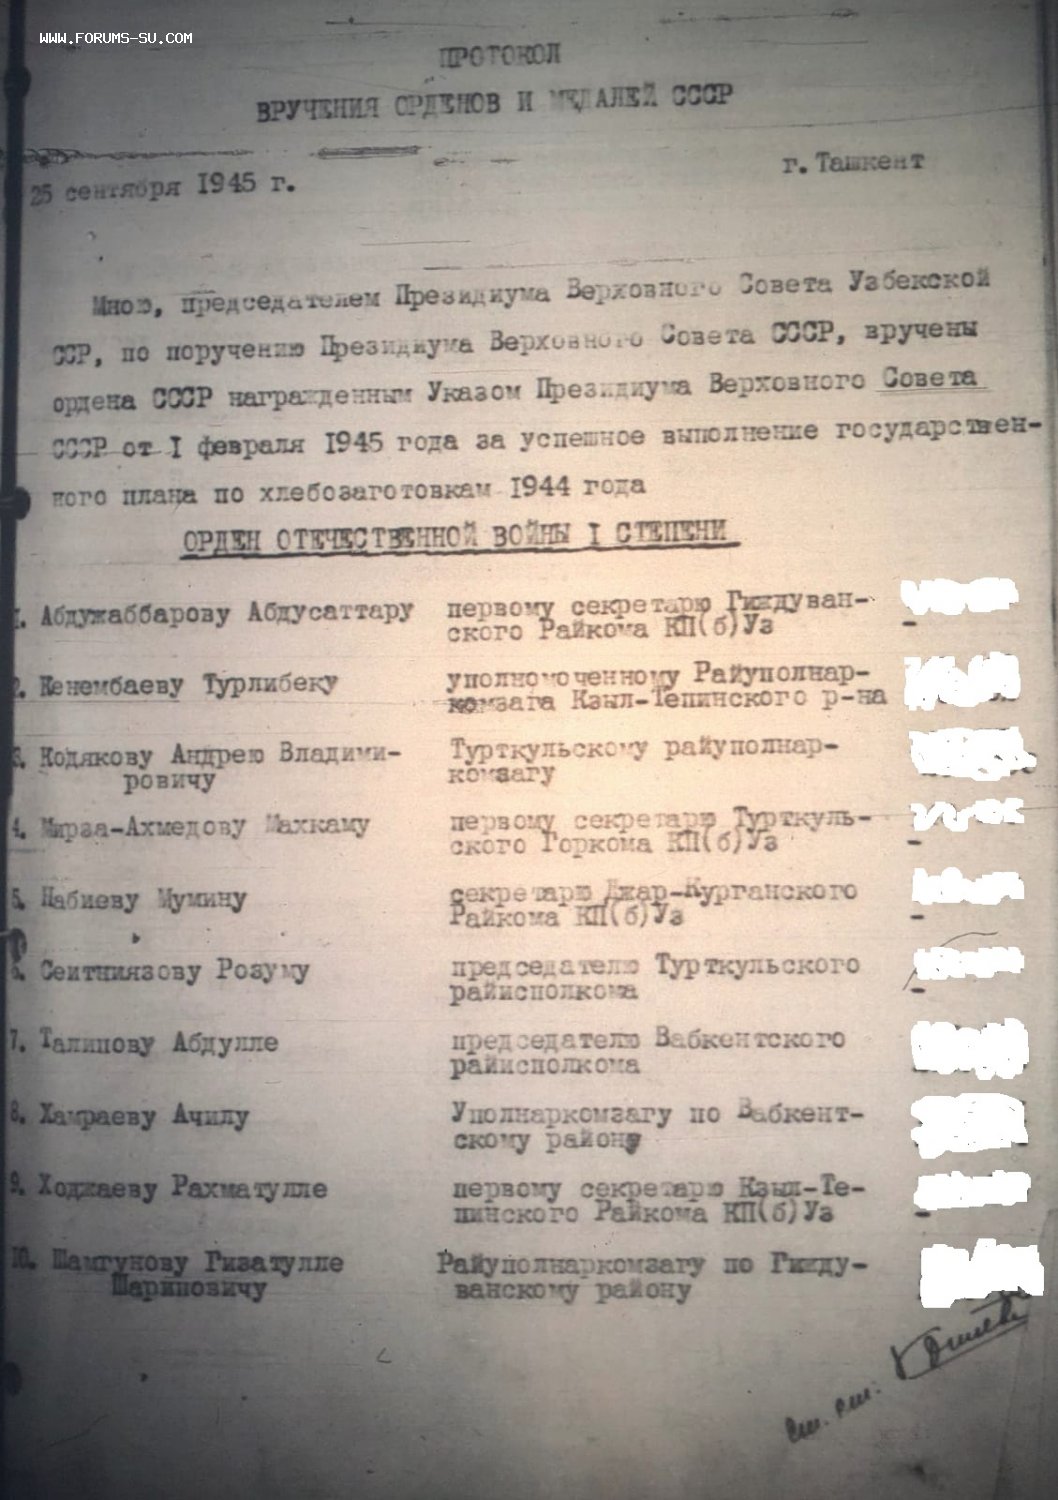 WWW.FORUMS-SU.COM
ПРОТОКОЛ
ВРУЧЕНИЯ ОРДЕНОВ И МЕДАЛЕЙ СССР
г. Ташкент
25 сентября 1945 г.
Мною, председателем Президиума Верховного Совета Узбекской
ССР, по поручению Президиума Верховного Совета СССР, вручены
ордена СССР награжденным Указом Президиума Верховного Совета
СССР от I февраля 1945 года за успешное выполнение государствен-
ного плана по хлебозаготовкам 1944 года
ОРДЕН ОТЕЧЕСТВЕННОЙ ВОЙНЫ I СТЕПЕНИ
1. Абдужаббарову Абдусаттару первому секретарю Гиждуван-
ского Райкома КП(б)Уз -
2. Кенембаеву Турлибеку уполномоченному Райуполнар-
комзага Кзыл-Тепинского р-на
3. Кодякову Андрею Владими- Турткульскому райуполнар-
ровичу комзагу
4. Мирза-Ахмедову Махкаму первому секретарю Турткуль-
ского Горкома КП(б)Уз -
5. Набиеву Мумину секретарю Джар-Курганского
Райкома КП(б)Уз -
6. Сеитниязову Розуму председателю Турткульского
райисполкома -
7. Талипову Абдулле председателю Вабкентского
райисполкома
8. Хамраеву Ачилу Уполнаркомзагу по Вабкент-
скому району
9. Ходжаеву Рахматулле первому секретарю Кзыл-Те-
пинского Райкома КП(б)Уз -
10. Шамгунову Гизатулле Райуполнаркомзагу по Гижду-
Шариповичу ванскому району